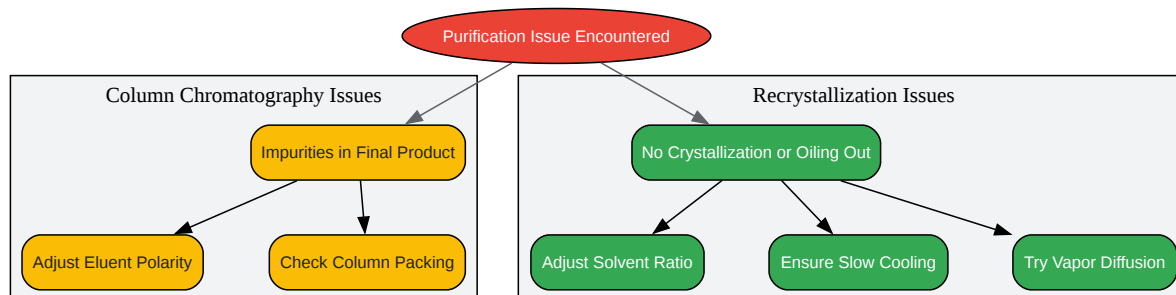 Purification Issue Encountered
Column Chromatography Issues
Recrystallization Issues
Impurities in Final Product
No Crystallization or Oiling Out
Adjust Eluent Polarity
Check Column Packing
Adjust Solvent Ratio
Ensure Slow Cooling
Try Vapor Diffusion